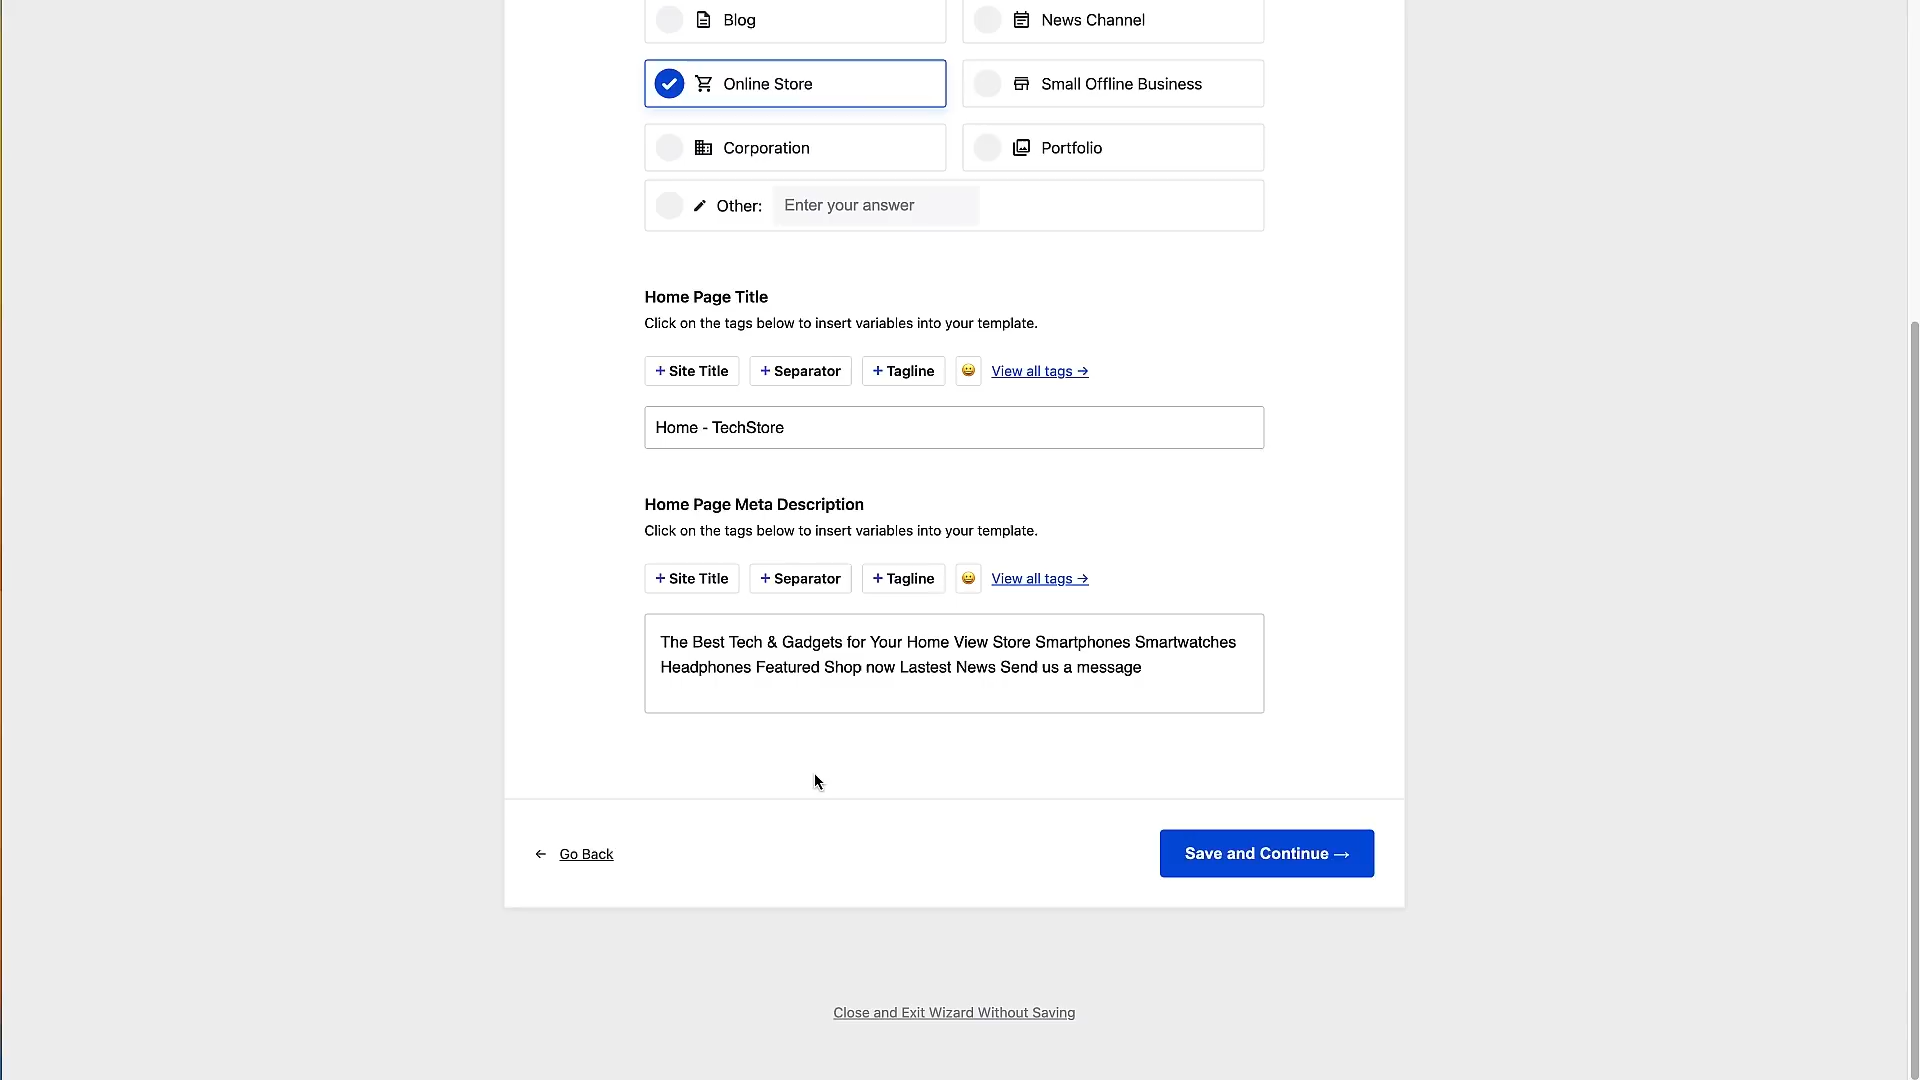 Blog
News Channel
Online Store
Small Offline Business
Corporation
Portfolio
Other: Enter your answer
Home Page Title
Click on the tags below to insert variables into your template.
+ Site Title + Separator + Tagline View all tags →
Home - TechStore
Home Page Meta Description
Click on the tags below to insert variables into your template.
+ Site Title + Separator + Tagline View all tags →
The Best Tech & Gadgets for Your Home View Store Smartphones Smartwatches
Headphones Featured Shop now Lastest News Send us a message
← Go Back
Save and Continue →
Close and Exit Wizard Without Saving